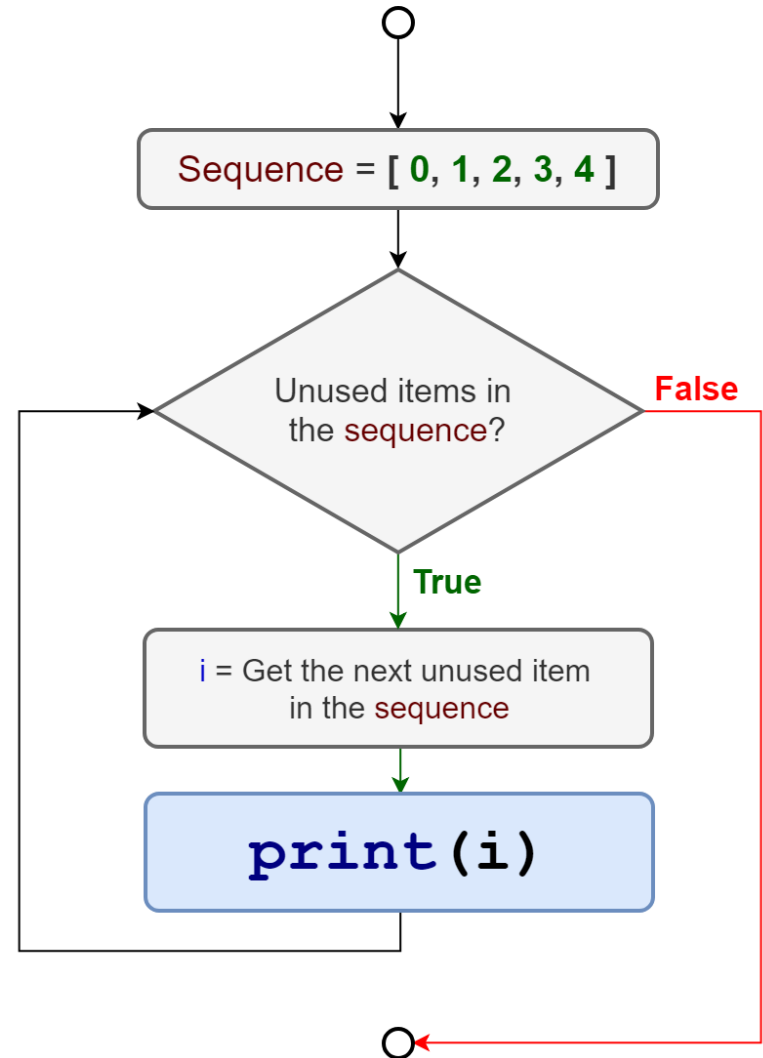 Sequence = [ 0, 1, 2, 3, 4 ]
Unused items in
the sequence?
False
True
i = Get the next unused item
in the sequence
print(i)